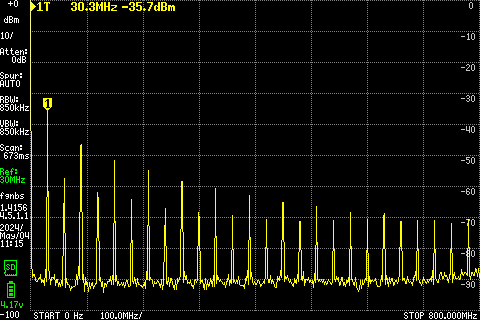 +0
1T 30.3MHz -35.7dBm
0
dBm
10/
-10
Atten:
0dB
-20
Spur:
AUTO
RBW:
850kHz
-30
1
VBW:
850kHz
-40
Scan:
673ms
-50
Ref:
30MHz
-60
fgnbs
1.4156
4.5.1.1
-70
2024/
May/04
11:15
-80
SD
-90
4.17v
-100
START 0 Hz 100.0MHz/ STOP 800.000MHz